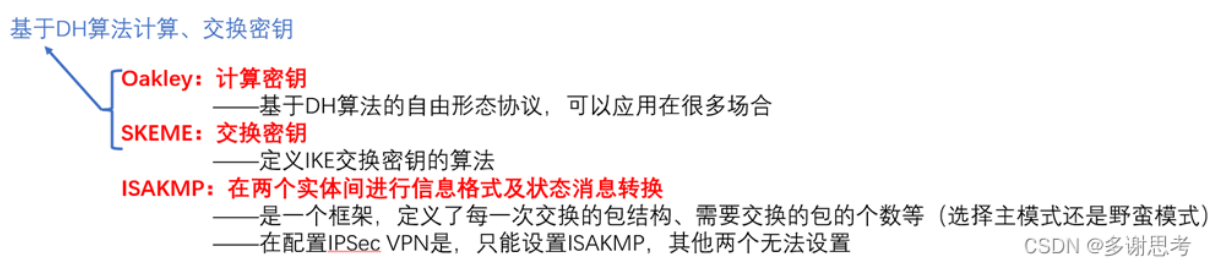 基于DH算法计算、交换密钥
Oakley：计算密钥
——基于DH算法的自由形态协议，可以应用在很多场合
SKEME：交换密钥
——定义IKE交换密钥的算法
ISAKMP：在两个实体间进行信息格式及状态消息转换
——是一个框架，定义了每一次交换的包结构、需要交换的包的个数等（选择主模式还是野蛮模式）
——在配置IPSec VPN是，只能设置ISAKMP，其他两个无法设置
CSDN @多谢思考